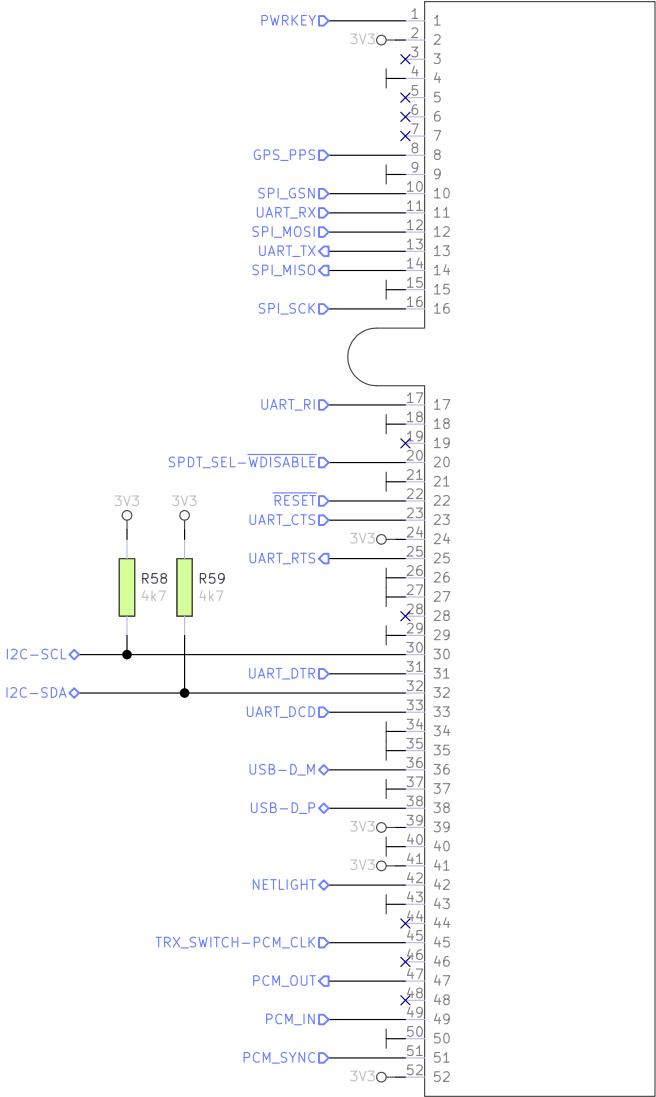 PWRKEY 1 1
3V3 2 2
3 3
4 4
5 5
6 6
7 7
GPS_PPS 8 8
9 9
SPI_GSN 10 10
UART_RX 11 11
SPI_MOSI 12 12
UART_TX 13 13
SPI_MISO 14 14
15 15
SPI_SCK 16 16
UART_RI 17 17
18 18
19 19
SPDT_SEL-WDISABLE 20 20
21 21
RESET 22 22
UART_CTS 23 23
3V3 24 24
UART_RTS 25 25
26 26
27 27
28 28
29 29
3V3 3V3
R58 R59
4k7 4k7
I2C-SCL 30 30
UART_DTR 31 31
I2C-SDA 32 32
UART_DCD 33 33
34 34
35 35
USB-D_M 36 36
37 37
USB-D_P 38 38
3V3 39 39
40 40
3V3 41 41
NETLIGHT 42 42
43 43
44 44
TRX_SWITCH-PCM_CLK 45 45
46 46
PCM_OUT 47 47
48 48
PCM_IN 49 49
50 50
PCM_SYNC 51 51
3V3 52 52